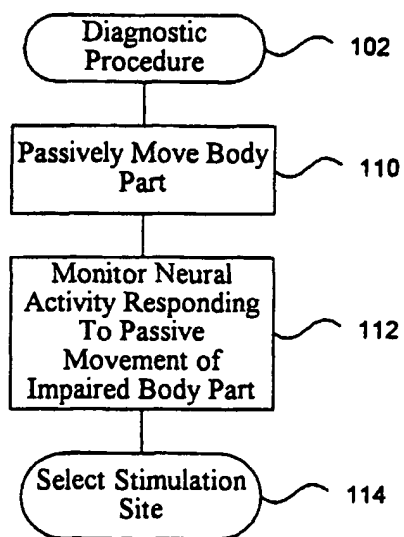 Diagnostic
Procedure
102
Passively Move Body
Part
110
Monitor Neural
Activity Responding
To Passive
Movement of
Impaired Body Part
112
Select Stimulation
Site
114